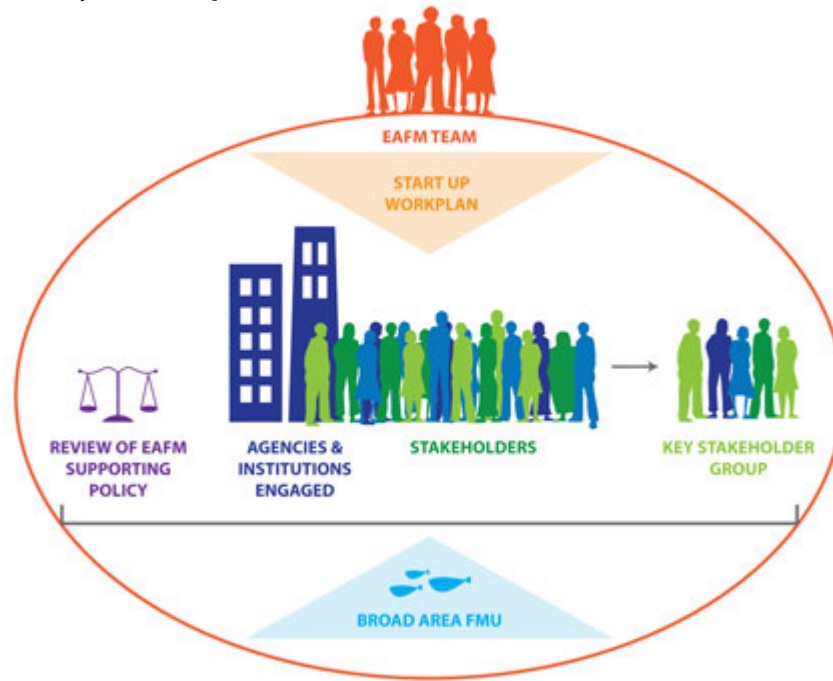 EAFM TEAM
START UP
WORKPLAN
REVIEW OF EAFM
SUPPORTING
POLICY
AGENCIES &
INSTITUTIONS
ENGAGED
STAKEHOLDERS
KEY STAKEHOLDER
GROUP
BROAD AREA FMU